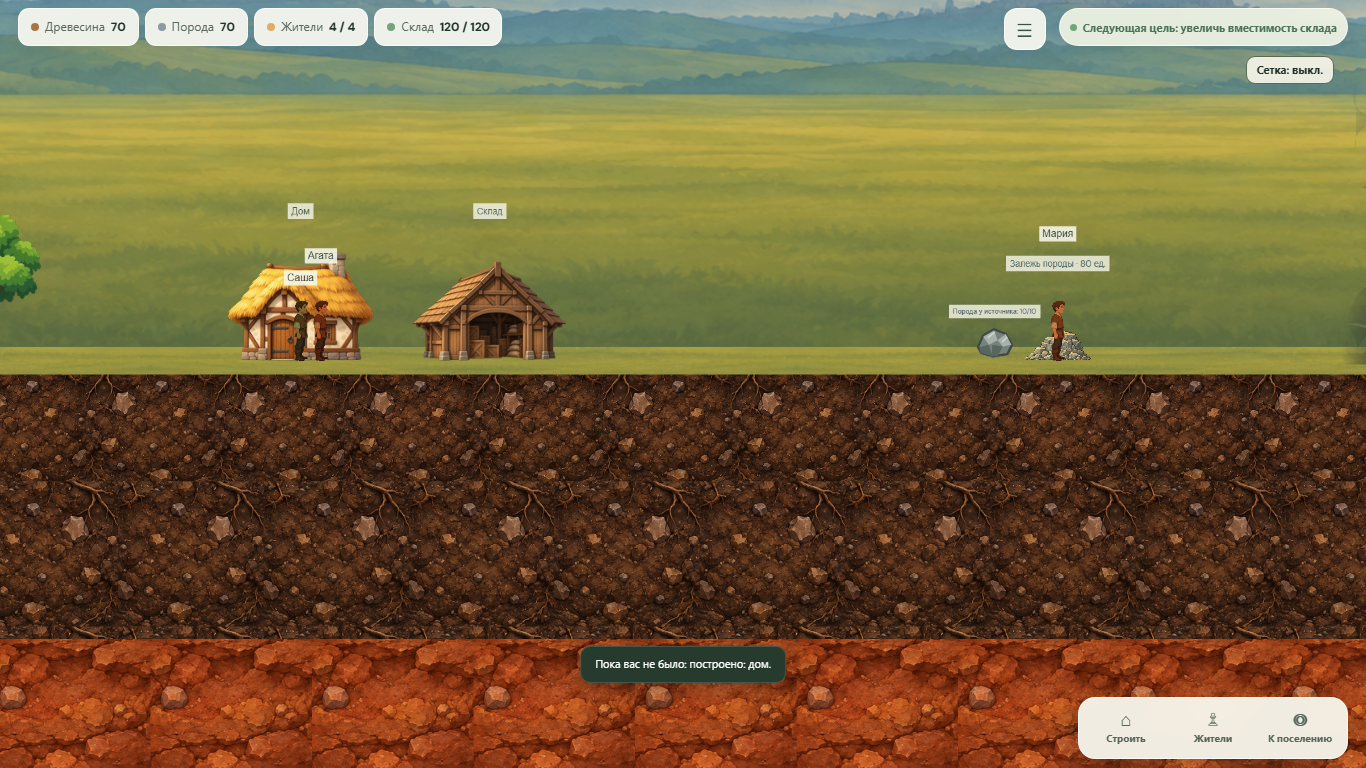 Древесина 70
Порода 70
Жители 4 / 4
Склад 120 / 120
☰
Следующая цель: увеличь вместимость склада
Сетка: выкл.
Дом
Склад
Агата
Саша
Мария
Залежь породы · 80 ед.
Порода у источника: 10/10
Пока вас не было: построено: дом.
Строить
Жители
К поселению